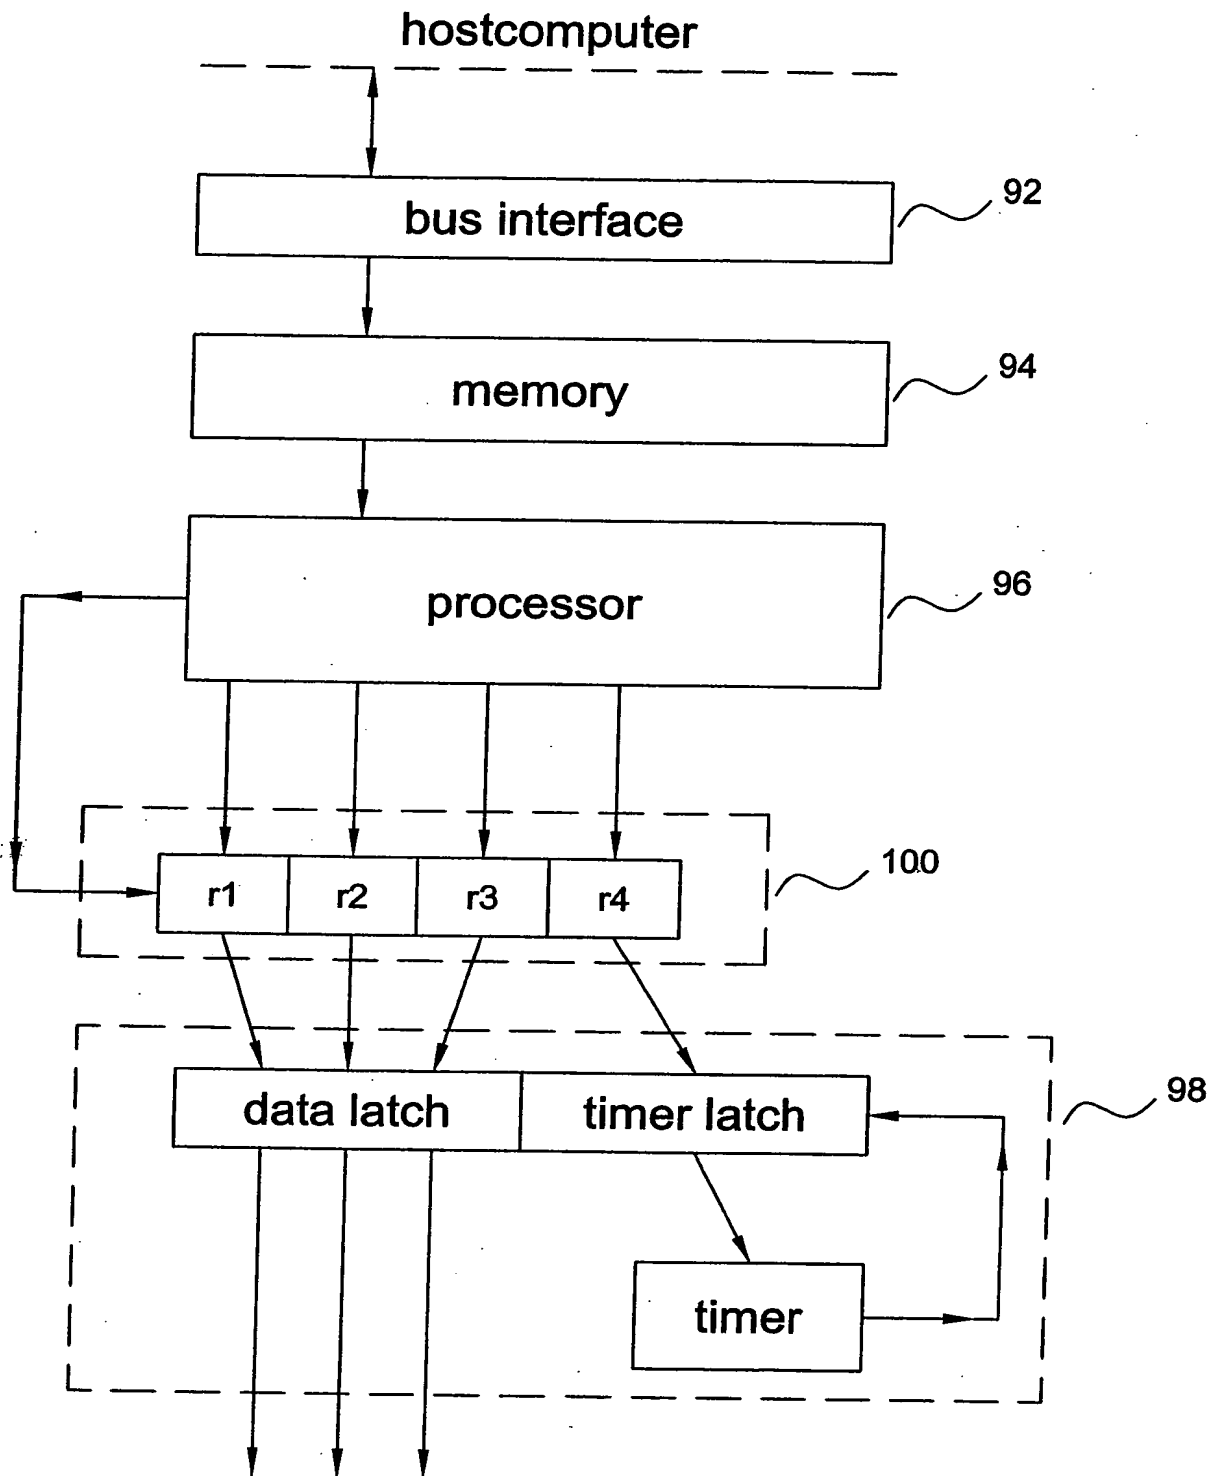 hostcomputer
bus interface
92
memory
94
processor
96
r1
r2
r3
r4
100
data latch
timer latch
98
timer